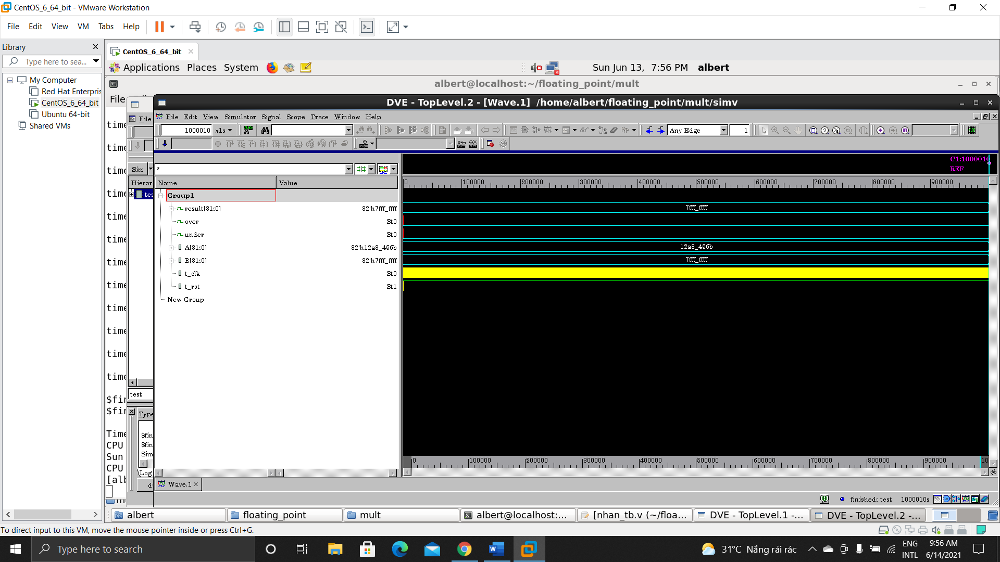 CentOS_6_64_bit - VMware Workstation
File Edit View VM Tabs Help
Library
Type here to sea...
My Computer
Red Hat Enterpris
CentOS_6_64_bit
Ubuntu 64-bit
Shared VMs
CentOS_6_64_bit
Applications Places System
Sun Jun 13, 7:56 PM albert
albert@localhost:~/floating_point/mult
File Edit
DVE - TopLevel.2 - [Wave.1] /home/albert/floating_point/mult/simv
File
File Edit View Simulator Signal Scope Trace Window Help
1000010 x1s
Any Edge
1
time
time
time
time
time
time
time
time
time
time
time
time
$fin
$fin
Time
CPU
Sun
CPU
[alb
Sim
Hierar
tes
test
Type
$fin
$fin
Sim
Log
d
*
Name Value
Group1
result[31:0] 32'h7fff_ffff
over St0
under St0
A[31:0] 32'h12a3_456b
B[31:0] 32'h7fff_ffff
t_clk St0
t_rst St1
New Group
C1:1000010
REF
0 100000 200000 300000 400000 500000 600000 700000 800000 900000
7fff_ffff
12a3_456b
7fff_ffff
0 100000 200000 300000 400000 500000 600000 700000 800000 900000 10
Wave.1
finished: test 1000010s
albert
floating_point
mult
albert@localhost:...
[nhan_tb.v (~/floa...
DVE - TopLevel.1 -...
DVE - TopLevel.2 -...
To direct input to this VM, move the mouse pointer inside or press Ctrl+G.
Type here to search
31°C Nắng rải rác
ENG
INTL
9:56 AM
6/14/2021